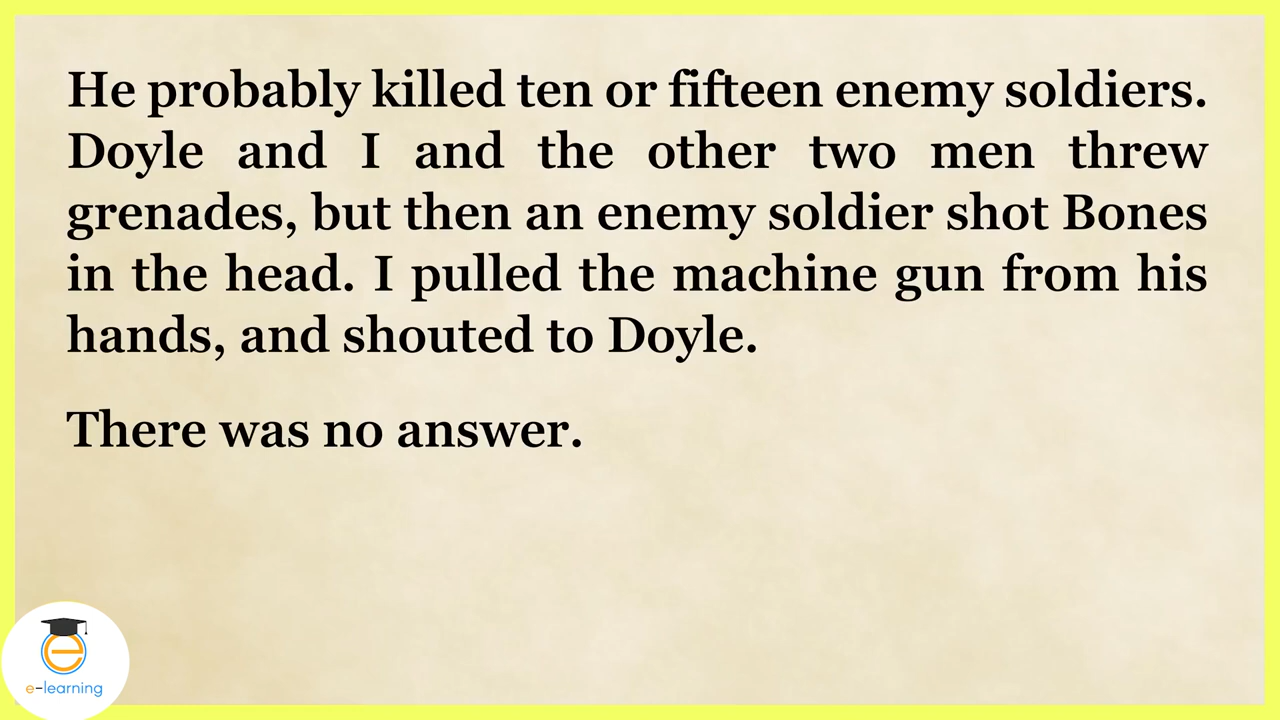 He probably killed ten or fifteen enemy soldiers.
Doyle and I and the other two men threw
grenades, but then an enemy soldier shot Bones
in the head. I pulled the machine gun from his
hands, and shouted to Doyle.
There was no answer.
e-learning